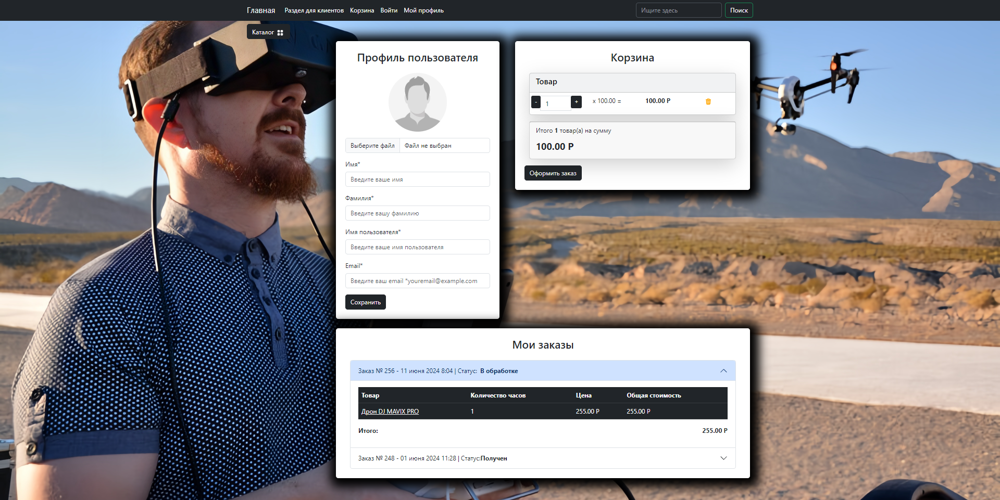 Главная Раздел для клиентов Корзина Войти Мой профиль Ищите здесь Поиск
Каталог
Профиль пользователя
Выберите файл Файл не выбран
Имя*
Введите ваше имя
Фамилия*
Введите вашу фамилию
Имя пользователя*
Введите ваше имя пользователя
Email*
Введите ваш email *youremail@example.com
Сохранить
Корзина
Товар
- 1 + x 100.00 = 100.00 Р
Итого 1 товар(а) на сумму
100.00 Р
Оформить заказ
Мои заказы
Заказ № 256 - 11 июня 2024 8:04 | Статус: В обработке
Товар Количество часов Цена Общая стоимость
Дрон DJ MAVIX PRO 1 255.00 Р 255.00 Р
Итого: 255.00 Р
Заказ № 248 - 01 июня 2024 11:28 | Статус:Получен